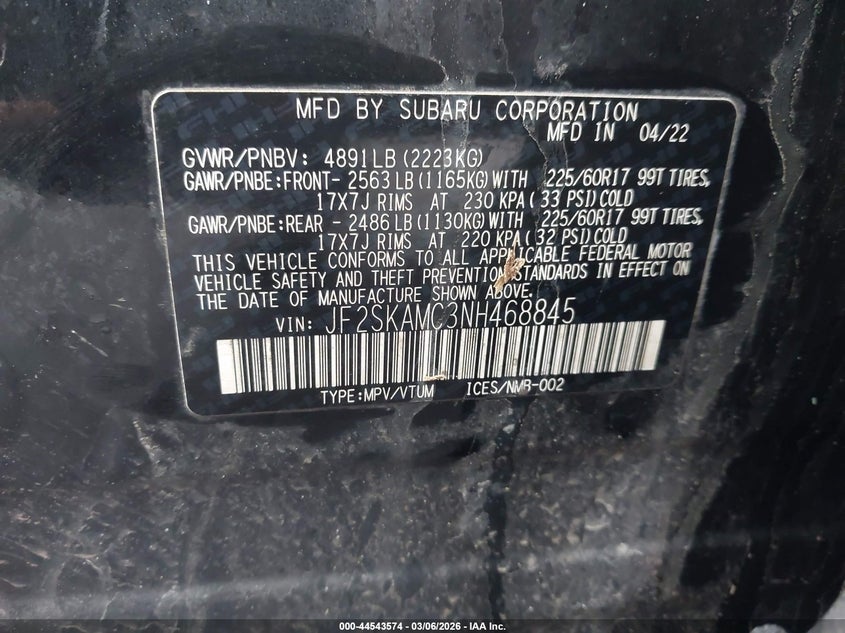 MFD BY SUBARU CORPORATION
MFD IN 04/22
GVWR/PNBV: 4891LB(2223KG)
GAWR/PNBE:FRONT- 2563LB(1165KG)WITH 225/60R17 99T TIRES,
17X7J RIMS AT 230 KPA(33 PSI)COLD
GAWR/PNBE:REAR - 2486LB(1130KG)WITH 225/60R17 99T TIRES,
17X7J RIMS AT 220 KPA(32 PSI)COLD
THIS VEHICLE CONFORMS TO ALL APPLICABLE FEDERAL MOTOR
VEHICLE SAFETY AND THEFT PREVENTION STANDARDS IN EFFECT ON
THE DATE OF MANUFACTURE SHOWN ABOVE.
VIN: JF2SKAMC3NH468845
TYPE:MPV/VTUM ICES/NMB-002
000-44543574 | 03/06/2026 - IAA Inc.